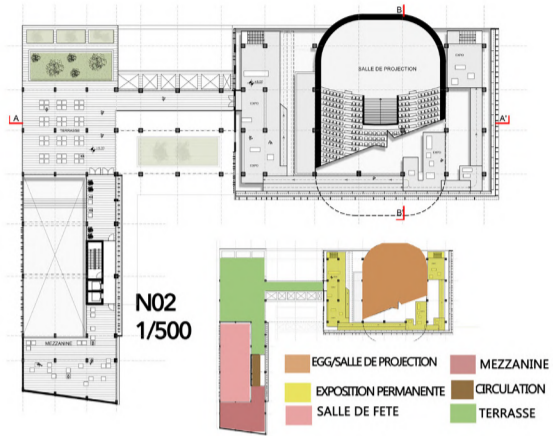 B
SALLE DE PROJECTION
A
A'
TERRASSE
B'
N02
1/500
MEZZANINE
EGG/SALLE DE PROJECTION
MEZZANINE
EXPOSITION PERMANENTE
CIRCULATION
SALLE DE FETE
TERRASSE